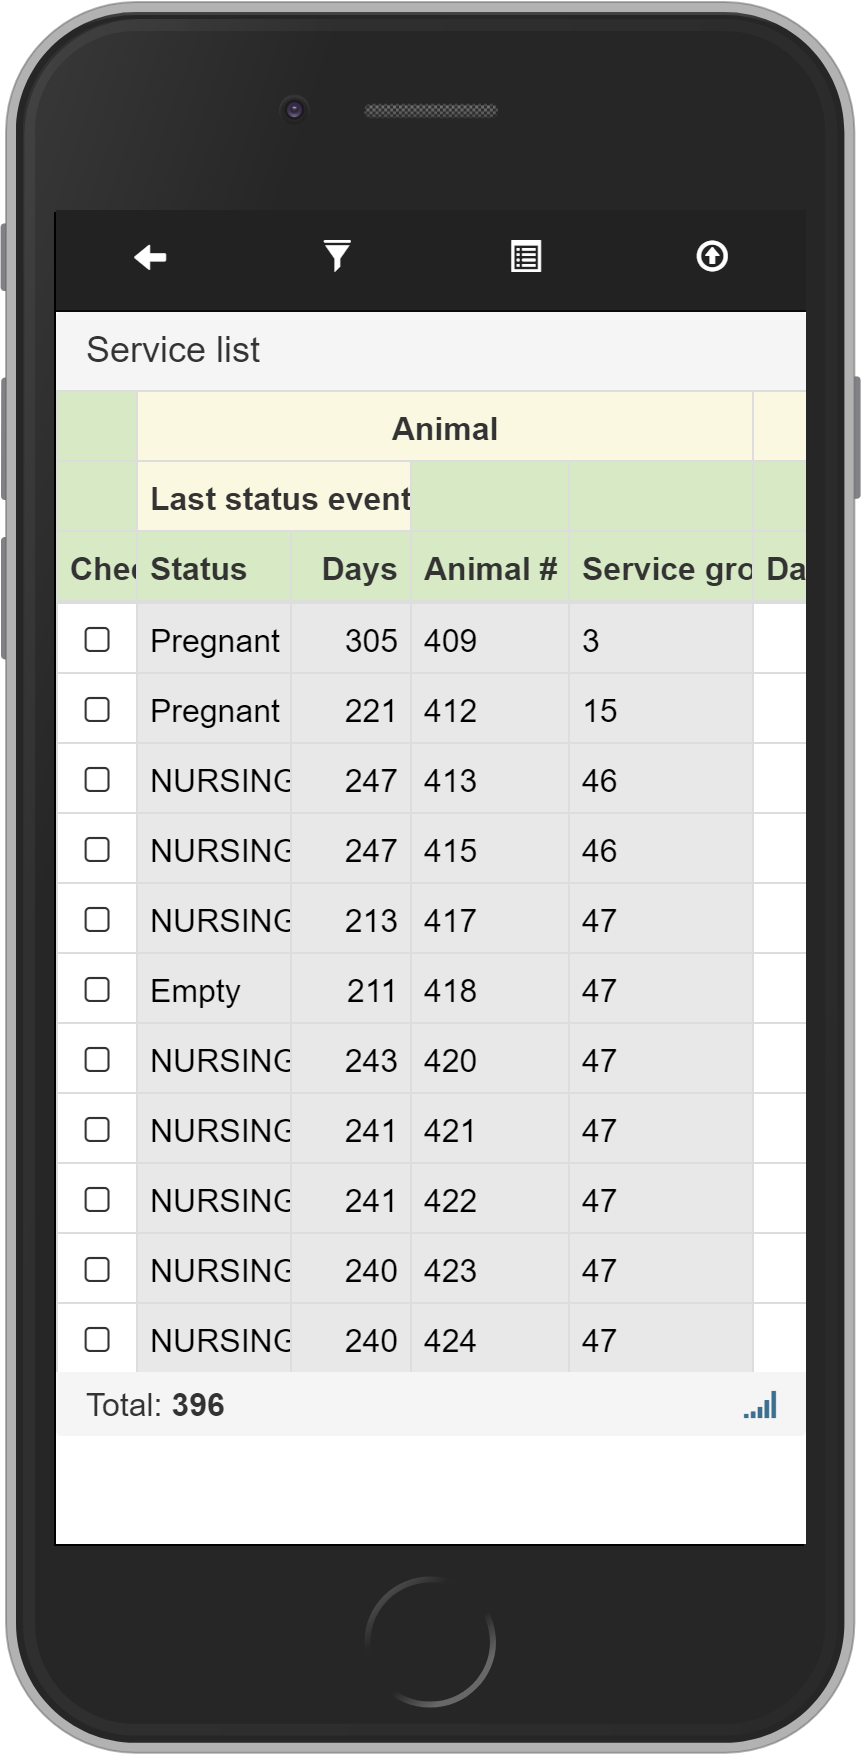 Service list
Animal
Last status event
Chec Status Days Animal # Service gro Da
Pregnant 305 409 3
Pregnant 221 412 15
NURSING 247 413 46
NURSING 247 415 46
NURSING 213 417 47
Empty 211 418 47
NURSING 243 420 47
NURSING 241 421 47
NURSING 241 422 47
NURSING 240 423 47
NURSING 240 424 47
Total: 396